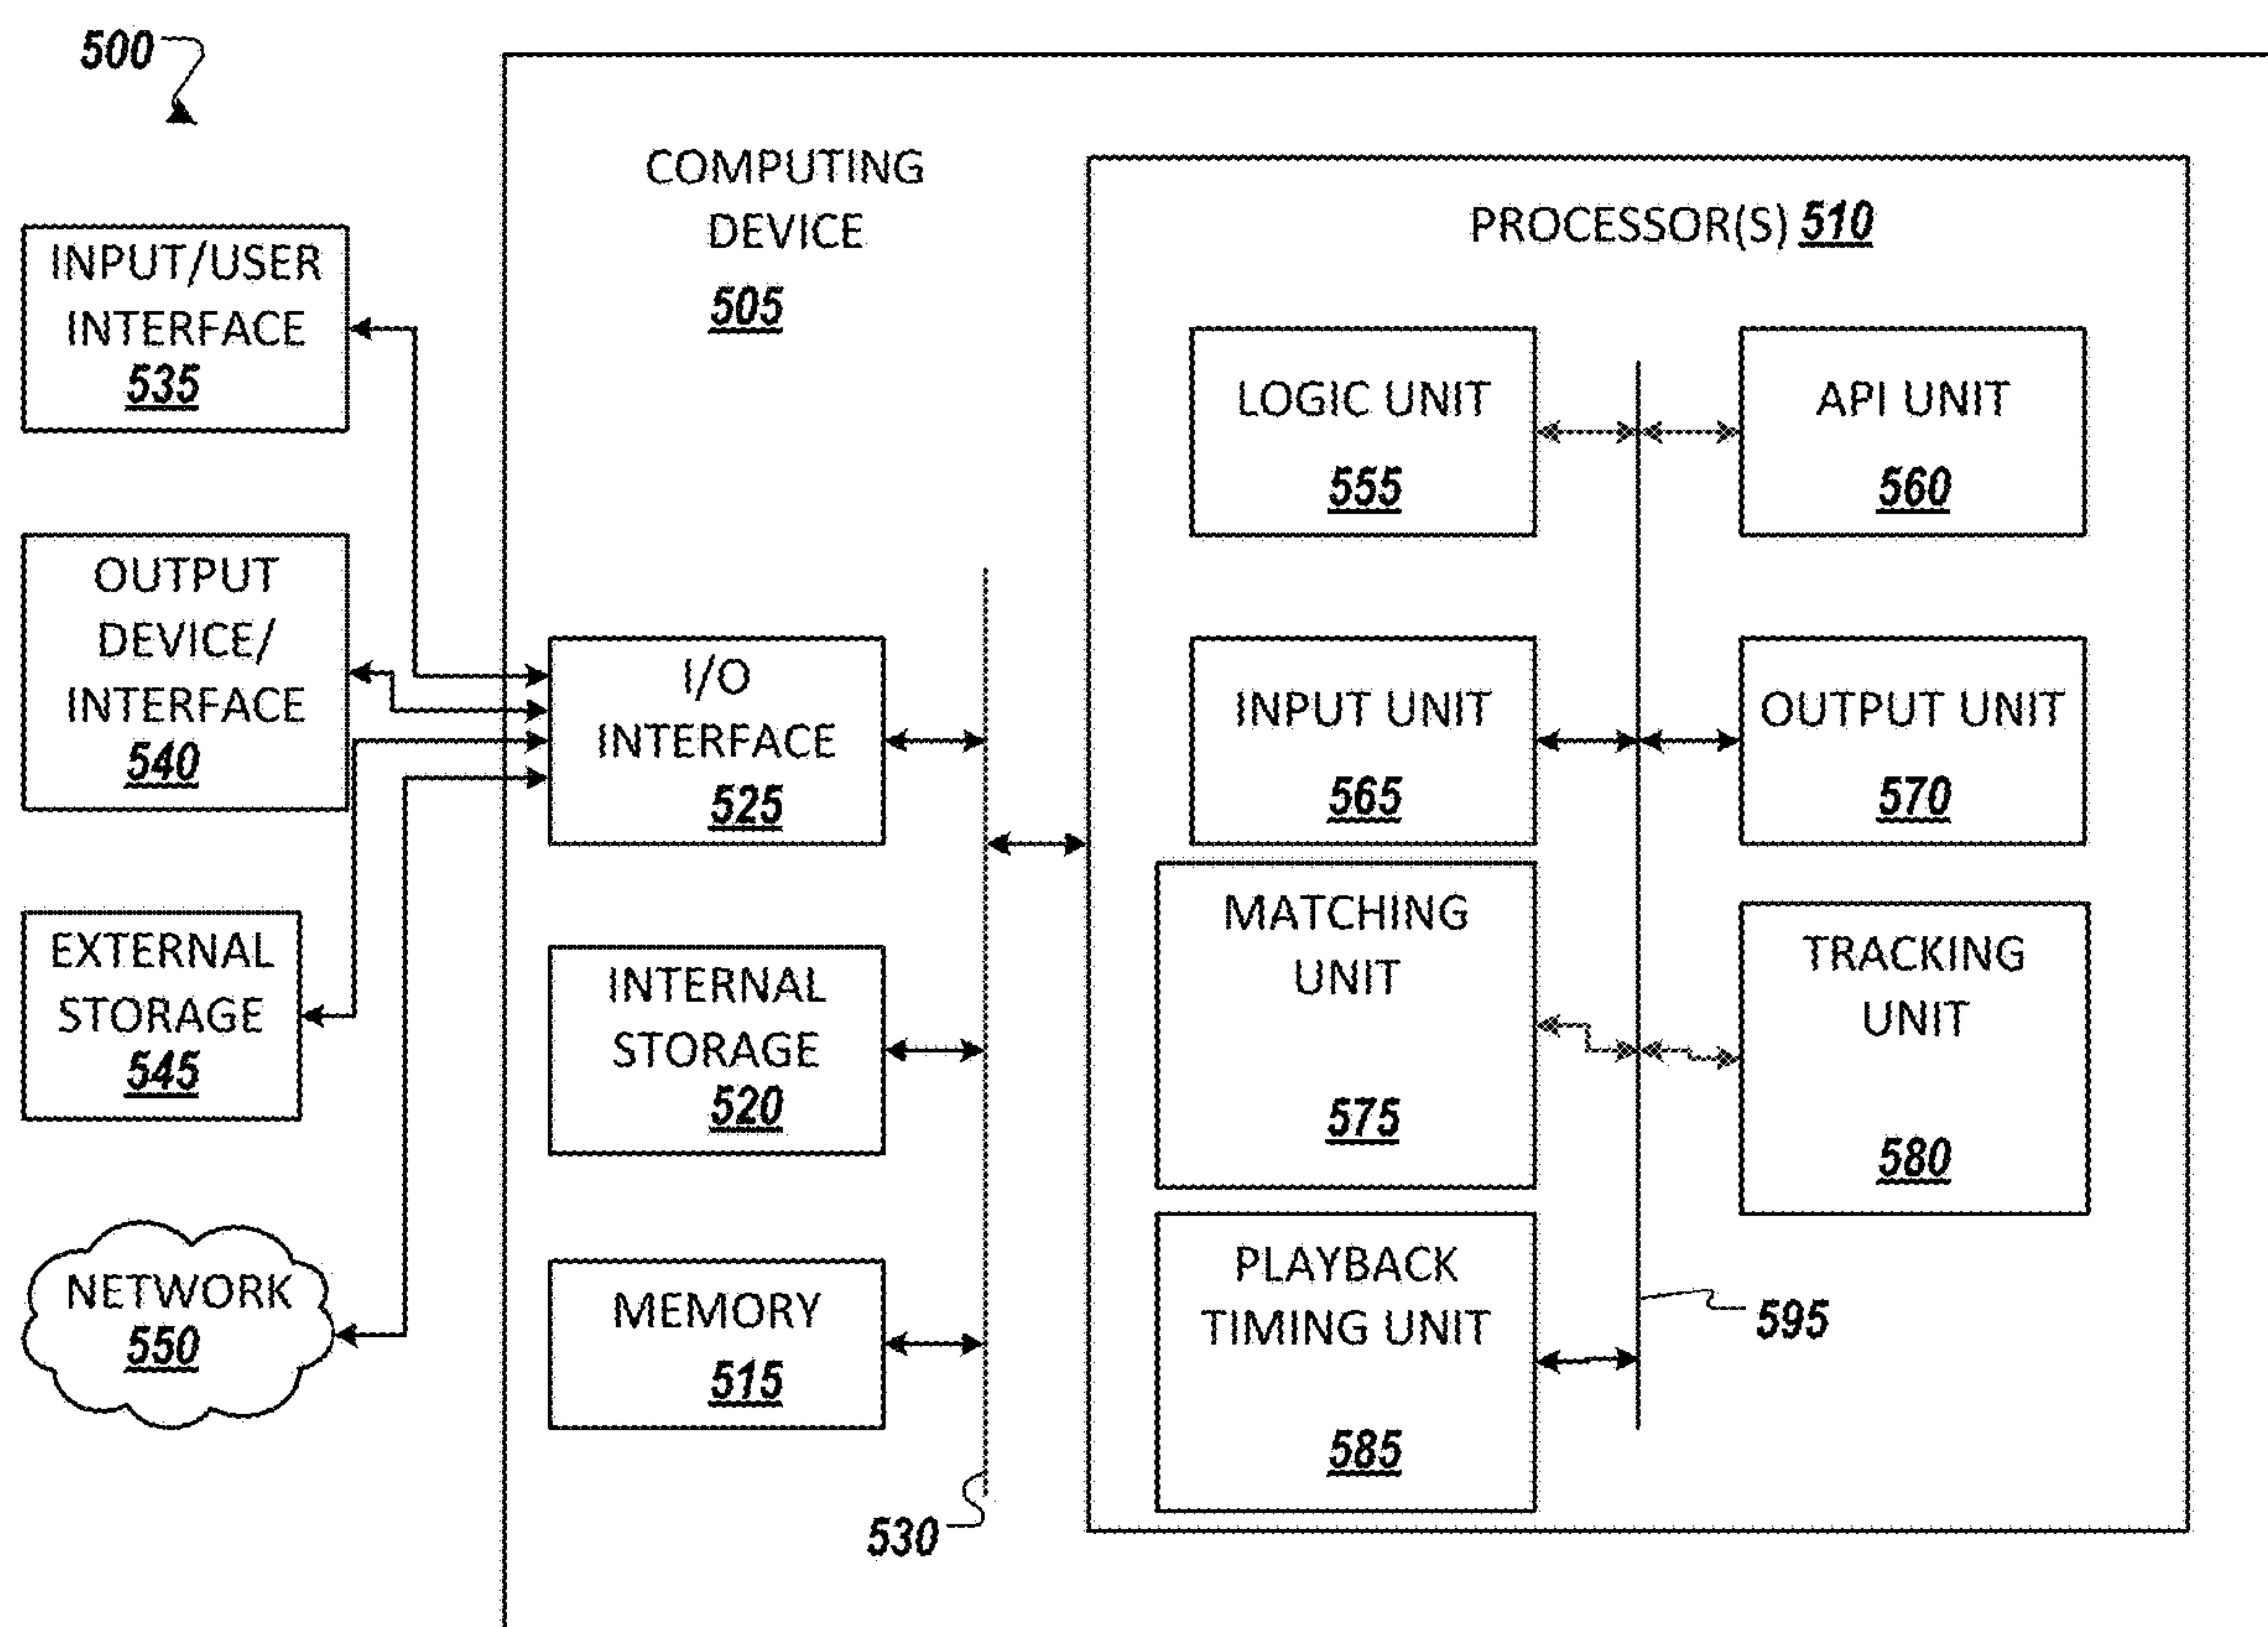 500
COMPUTING
DEVICE
505
PROCESSOR(S) 510
INPUT/USER
INTERFACE
535
OUTPUT
DEVICE/
INTERFACE
540
EXTERNAL
STORAGE
545
NETWORK
550
I/O
INTERFACE
525
INTERNAL
STORAGE
520
MEMORY
515
530
LOGIC UNIT
555
API UNIT
560
INPUT UNIT
565
OUTPUT UNIT
570
MATCHING
UNIT
575
TRACKING
UNIT
580
PLAYBACK
TIMING UNIT
585
595